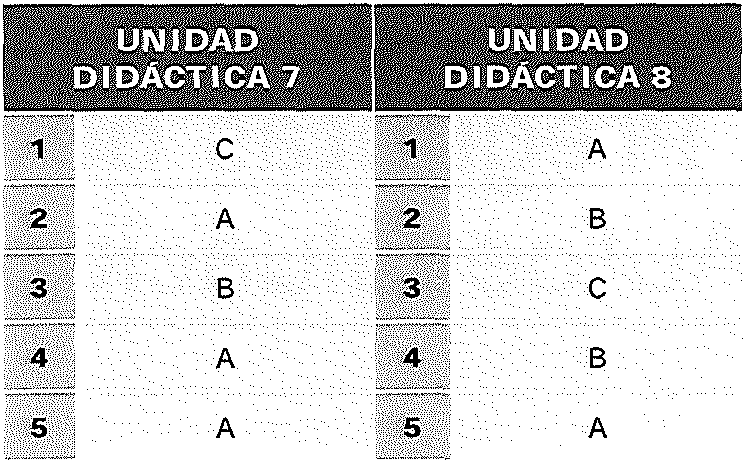 UNIDAD
DIDÁCTICA 7
1 C
2 A
3 B
4 A
5 A
UNIDAD
DIDÁCTICA 8
1 A
2 B
3 C
4 B
5 A